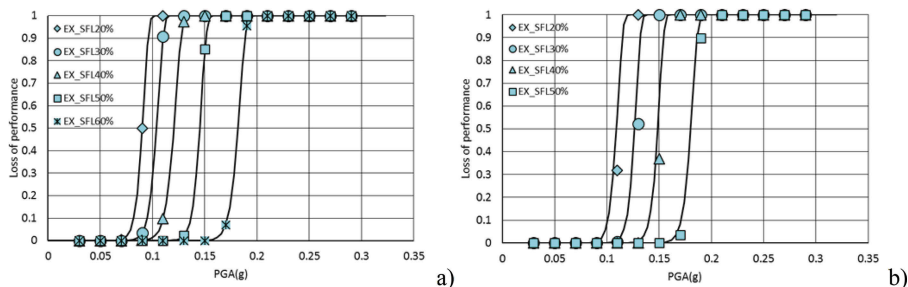 Loss of performance
1
0.9
0.8
0.7
0.6
0.5
0.4
0.3
0.2
0.1
0
EX_SFL20%
EX_SFL30%
EX_SFL40%
EX_SFL50%
EX_SFL60%
0 0.05 0.1 0.15 0.2 0.25 0.3 0.35
PGA(g)
a)
Loss of performance
1
0.9
0.8
0.7
0.6
0.5
0.4
0.3
0.2
0.1
0
EX_SFL20%
EX_SFL30%
EX_SFL40%
EX_SFL50%
0 0.05 0.1 0.15 0.2 0.25 0.3 0.35
PGA(g)
b)